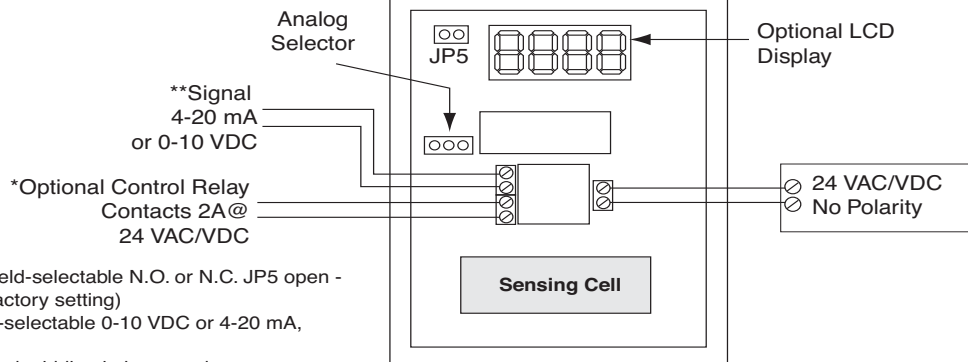 Analog
Selector
JP5
Optional LCD
Display
**Signal
4-20 mA
or 0-10 VDC
*Optional Control Relay
Contacts 2A@
24 VAC/VDC
24 VAC/VDC
No Polarity
Sensing Cell
eld-selectable N.O. or N.C. JP5 open -
actory setting)
-selectable 0-10 VDC or 4-20 mA,